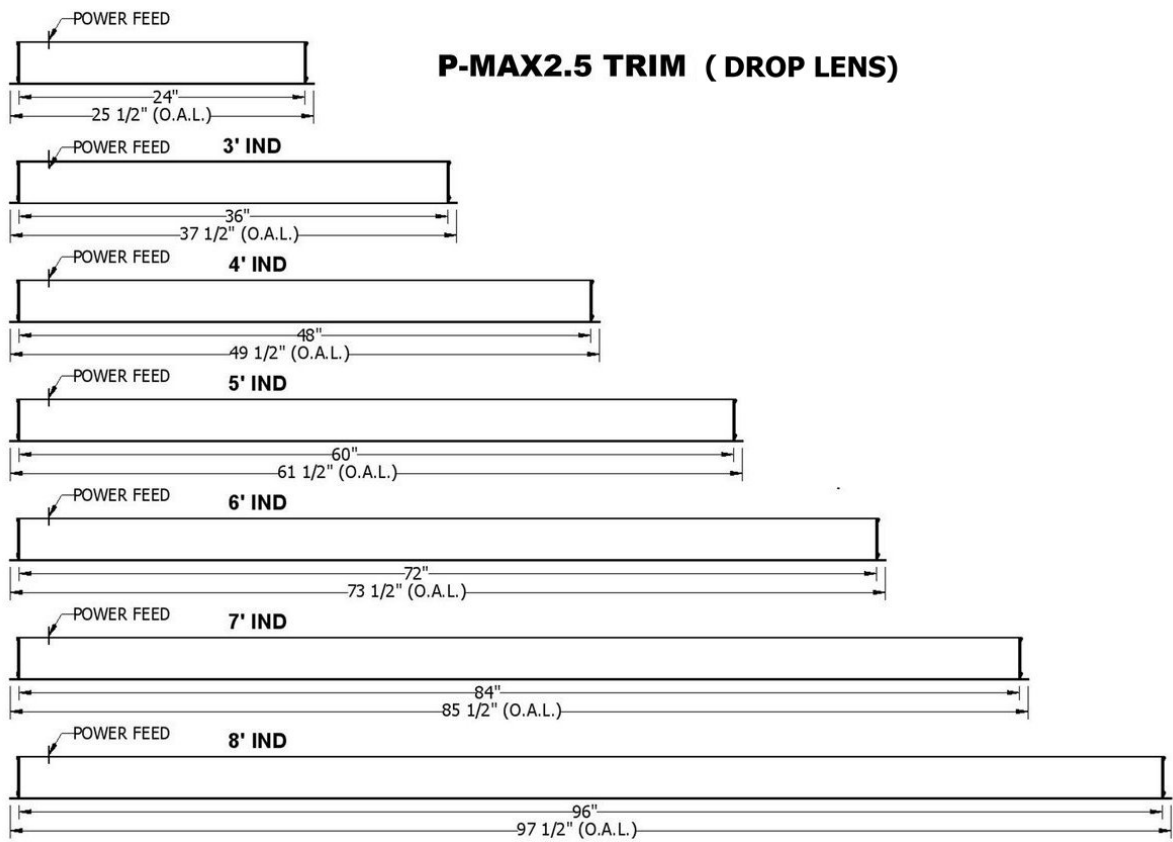 POWER FEED
P-MAX2.5 TRIM ( DROP LENS)
24"
25 1/2" (O.A.L.)
POWER FEED
3' IND
36"
37 1/2" (O.A.L.)
POWER FEED
4' IND
48"
49 1/2" (O.A.L.)
POWER FEED
5' IND
60"
61 1/2" (O.A.L.)
POWER FEED
6' IND
72"
73 1/2" (O.A.L.)
POWER FEED
7' IND
84"
85 1/2" (O.A.L.)
POWER FEED
8' IND
96"
97 1/2" (O.A.L.)